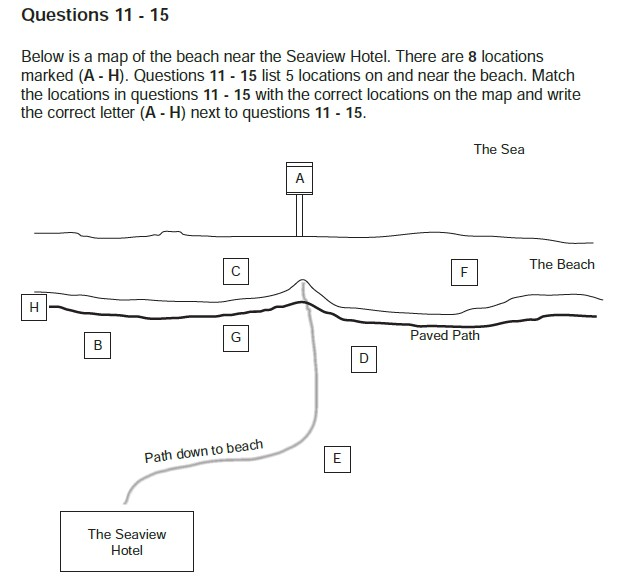 Questions 11 - 15
Below is a map of the beach near the Seaview Hotel. There are 8 locations
marked (A - H). Questions 11 - 15 list 5 locations on and near the beach. Match
the locations in questions 11 - 15 with the correct locations on the map and write
the correct letter (A - H) next to questions 11 - 15.
The Sea
A
The Beach
C
F
H
Paved Path
G
B
D
Path down to beach
E
The Seaview
Hotel